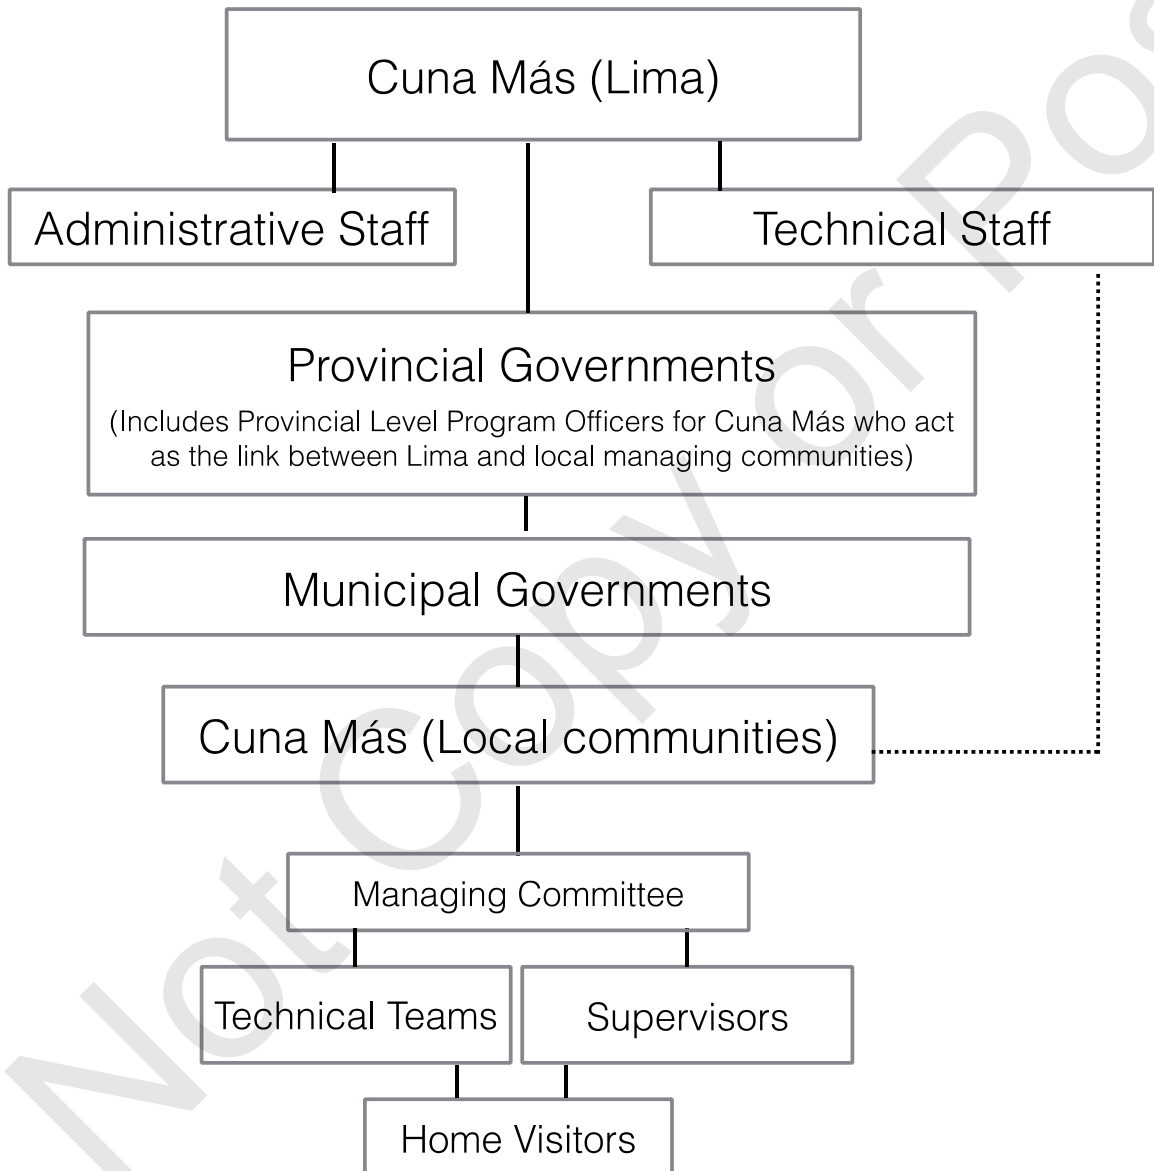 Cuna Más (Lima)
Administrative Staff
Technical Staff
Provincial Governments
(Includes Provincial Level Program Officers for Cuna Más who act
as the link between Lima and local managing communities)
Municipal Governments
Cuna Más (Local communities)
Managing Committee
Technical Teams
Supervisors
Home Visitors
Not Copy or Pos